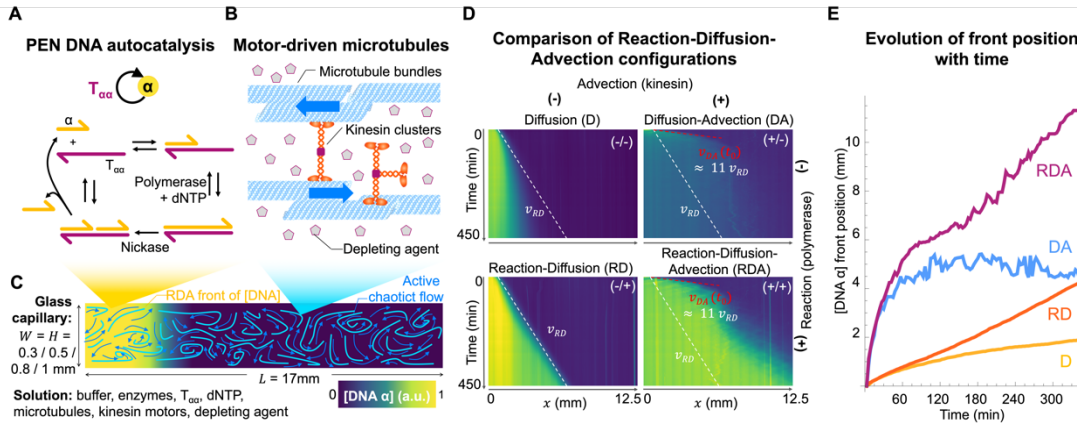 A
PEN DNA autocatalysis
Tαα
α
α
+
Tαα
Polymerase
+ dNTP
Nickase
B
Motor-driven microtubules
Microtubule bundles
Kinesin clusters
Depleting agent
C
RDA front of [DNA]
Active
chaotict flow
Glass
capillary:
W = H =
0.3 / 0.5 /
0.8 / 1 mm
L = 17mm
Solution: buffer, enzymes, Tαα, dNTP,
microtubules, kinesin motors, depleting agent
0 [DNA α] (a.u.) 1
D
Comparison of Reaction-Diffusion-
Advection configurations
Advection (kinesin)
(-)
(+)
Diffusion (D)
Diffusion-Advection (DA)
0
Time (min)
450
(-/-)
vRD
(+/-)
vDA(t0)
≈ 11 vRD
vRD
(-)
Reaction-Diffusion (RD)
Reaction-Diffusion-
Advection (RDA)
0
Time (min)
450
(-/+)
vRD
(+/+)
vDA(t0)
≈ 11 vRD
vRD
(+)
Reaction (polymerase)
0 x (mm) 12.5
0 x (mm) 12.5
E
Evolution of front position
with time
[DNA α] front position (mm)
10
8
6
4
2
RDA
DA
RD
D
60 120 180 240 300
Time (min)